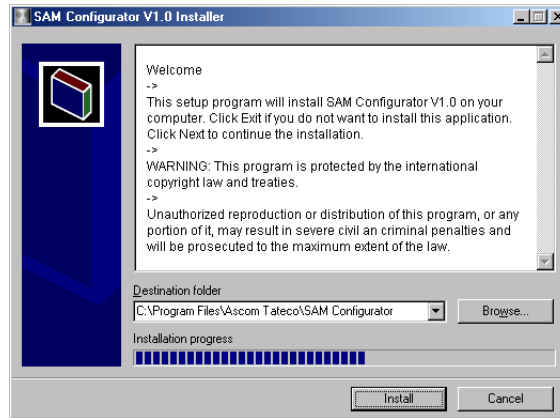 SAM Configurator V1.0 Installer
Welcome
->
This setup program will install SAM Configurator V1.0 on your
computer. Click Exit if you do not want to install this application.
Click Next to continue the installation.
->
WARNING: This program is protected by the international
copyright law and treaties.
->
Unauthorized reproduction or distribution of this program, or any
portion of it, may result in severe civil an criminal penalties and
will be prosecuted to the maximum extent of the law.
Destination folder
C:\Program Files\Ascom Tateco\SAM Configurator
Browse...
Installation progress
Install
Cancel